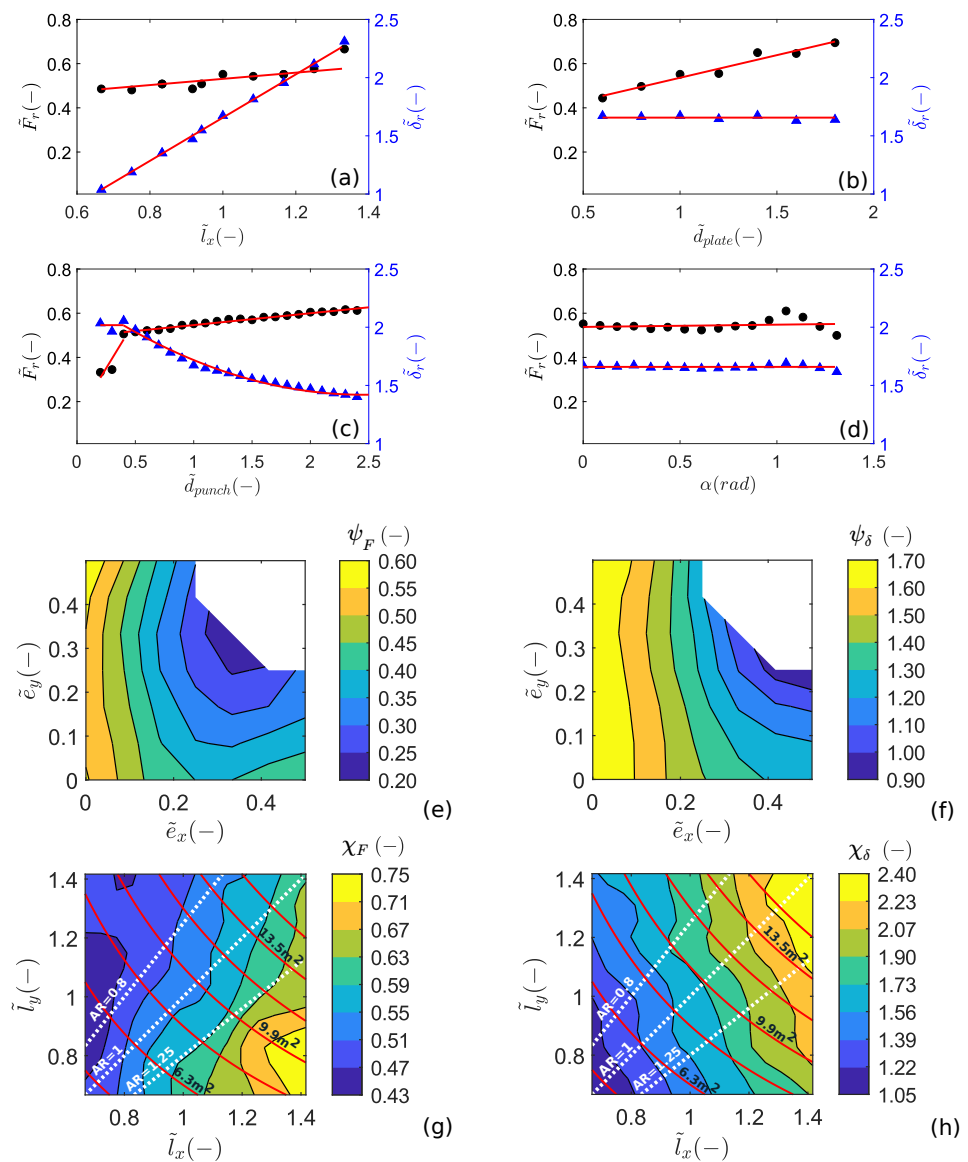 0.8 2.5
0.6 2
0.4 1.5
0.2 1
0.6 0.8 1 1.2 1.4
F̃r(−)
δ̃r(−)
l̃x(−)
(a)
0.8 2.5
0.6 2
0.4 1.5
0.2 1
0.5 1 1.5 2
F̃r(−)
δ̃r(−)
d̃plate(−)
(b)
0.8 2.5
0.6 2
0.4 1.5
0.2 1
0 0.5 1 1.5 2 2.5
F̃r(−)
δ̃r(−)
d̃punch(−)
(c)
0.8 2.5
0.6 2
0.4 1.5
0.2 1
0 0.5 1 1.5
F̃r(−)
δ̃r(−)
α(rad)
(d)
ψF (−)
0.60
0.55
0.50
0.45
0.40
0.35
0.30
0.25
0.20
0.4
0.3
0.2
0.1
0
0 0.2 0.4
ẽy(−)
ẽx(−)
(e)
ψδ (−)
1.70
1.60
1.50
1.40
1.30
1.20
1.10
1.00
0.90
0.4
0.3
0.2
0.1
0
0 0.2 0.4
ẽy(−)
ẽx(−)
(f)
χF (−)
0.75
0.71
0.67
0.63
0.59
0.55
0.51
0.47
0.43
1.4
1.2
1
0.8
0.8 1 1.2 1.4
l̃y(−)
l̃x(−)
AR=0.8
AR=1
AR=1.25
13.5m²
9.9m²
6.3m²
(g)
χδ (−)
2.40
2.23
2.07
1.90
1.73
1.56
1.39
1.22
1.05
1.4
1.2
1
0.8
0.8 1 1.2 1.4
l̃y(−)
l̃x(−)
AR=0.8
AR=1
AR=1.25
13.5m²
9.9m²
6.3m²
(h)